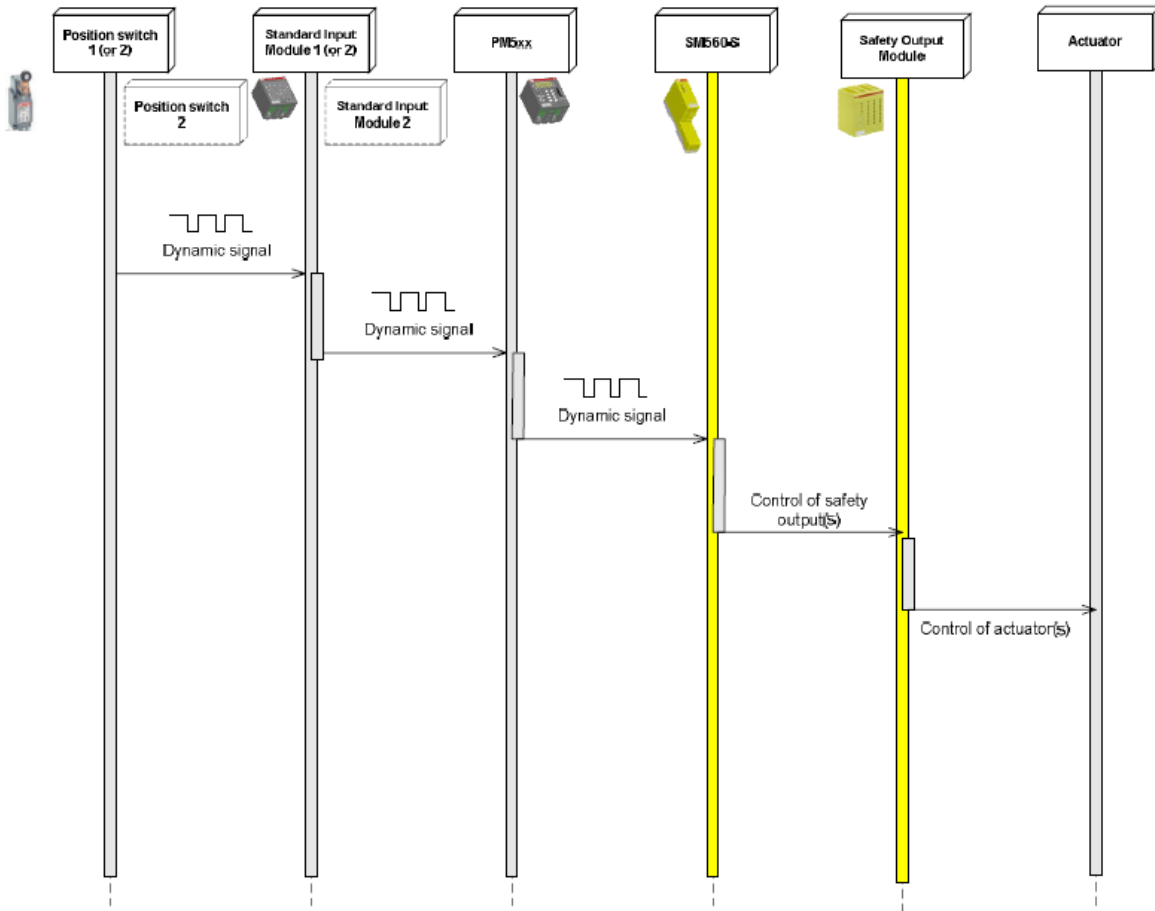 Position switch
1 (or 2)
Standard Input
Module 1 (or 2)
PM5xx
SM560-S
Safety Output
Module
Actuator
Position switch
2
Standard Input
Module 2
Dynamic signal
Dynamic signal
Dynamic signal
Control of safety
output(s)
Control of actuator(s)